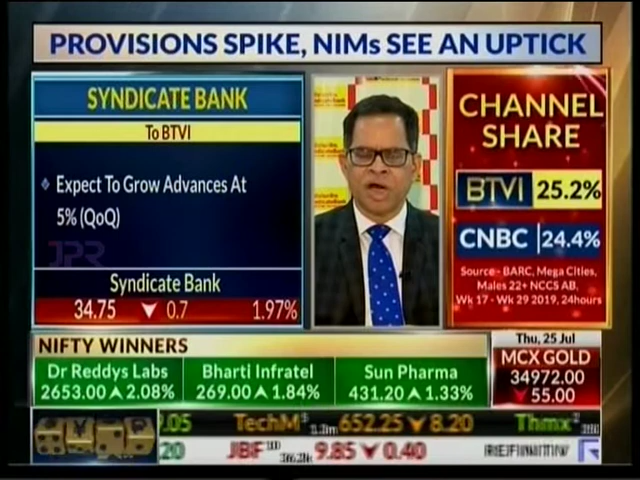 PROVISIONS SPIKE, NIMs SEE AN UPTICK
SYNDICATE BANK
To BTVI
Expect To Grow Advances At
5% (QoQ)
JPR
Syndicate Bank
34.75 ▼ 0.7 1.97%
CHANNEL
SHARE
BTVI 25.2%
CNBC 24.4%
Source - BARC, Mega Cities,
Males 22+ NCCS AB,
Wk 17 - Wk 29 2019, 24hours
NIFTY WINNERS
Dr Reddys Labs
2653.00 ▲ 2.08%
Bharti Infratel
269.00 ▲ 1.84%
Sun Pharma
431.20 ▲ 1.33%
Thu, 25 Jul
MCX GOLD
34972.00
▼ 55.00
.05 TechM 652.25 ▼ 8.20 Thmx
.20 JBF 9.85 ▼ 0.40